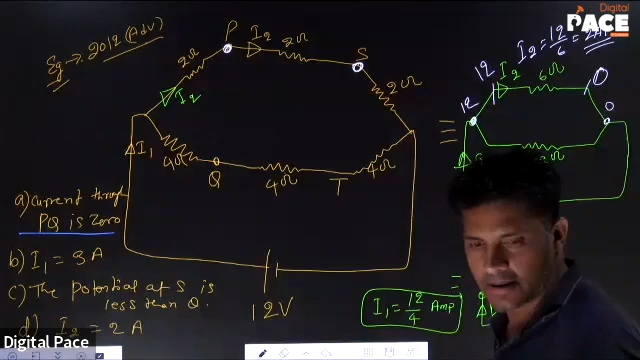 Digital
PACE
Eg → 2012 (Adv)
P
I2
2Ω
S
2Ω
2Ω
I2
I1
4Ω
Q
4Ω
T
4Ω
12V
I2 = 12/6 = 2A
12
12
I2
6Ω
0
0
a) Current through
PQ is Zero
b) I1 = 3 A
c) The potential at S is
less than Q.
d) I2 = 2 A
I1 = 12/4 Amp
Digital Pace